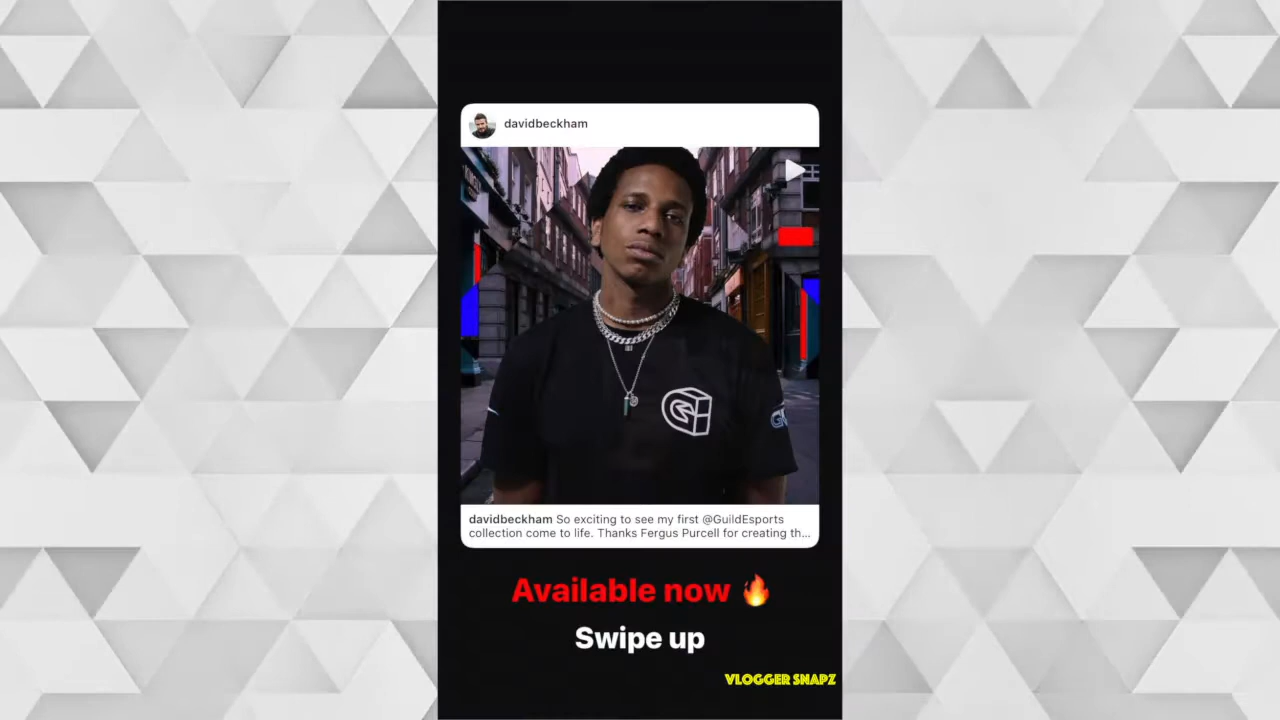 davidbeckham
davidbeckham So exciting to see my first @GuildEsports
collection come to life. Thanks Fergus Purcell for creating th...
Available now 🔥
Swipe up
VLOGGER SNAPZ